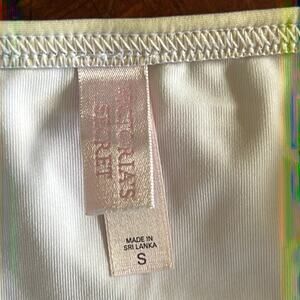 VICTORIA'S
SECRET
MADE IN
SRI LANKA
S